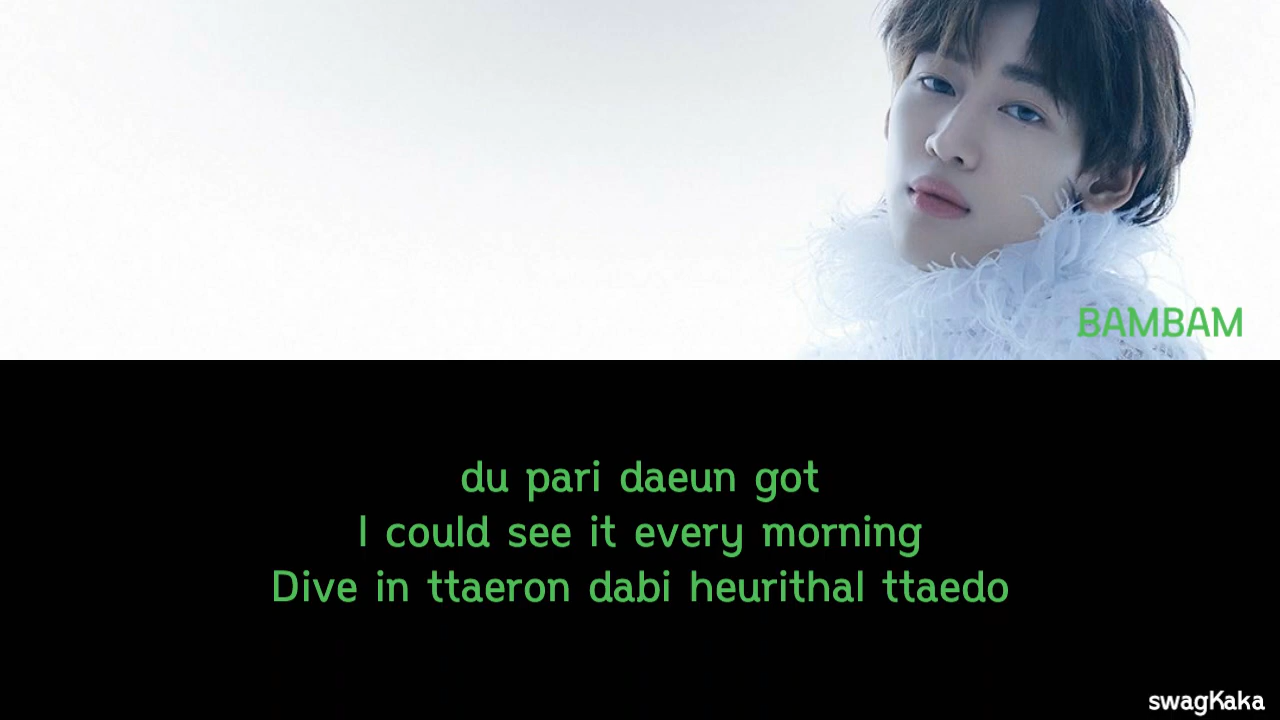 BAMBAM
du pari daeun got
I could see it every morning
Dive in ttaeron dabi heurithal ttaedo
swagKaka